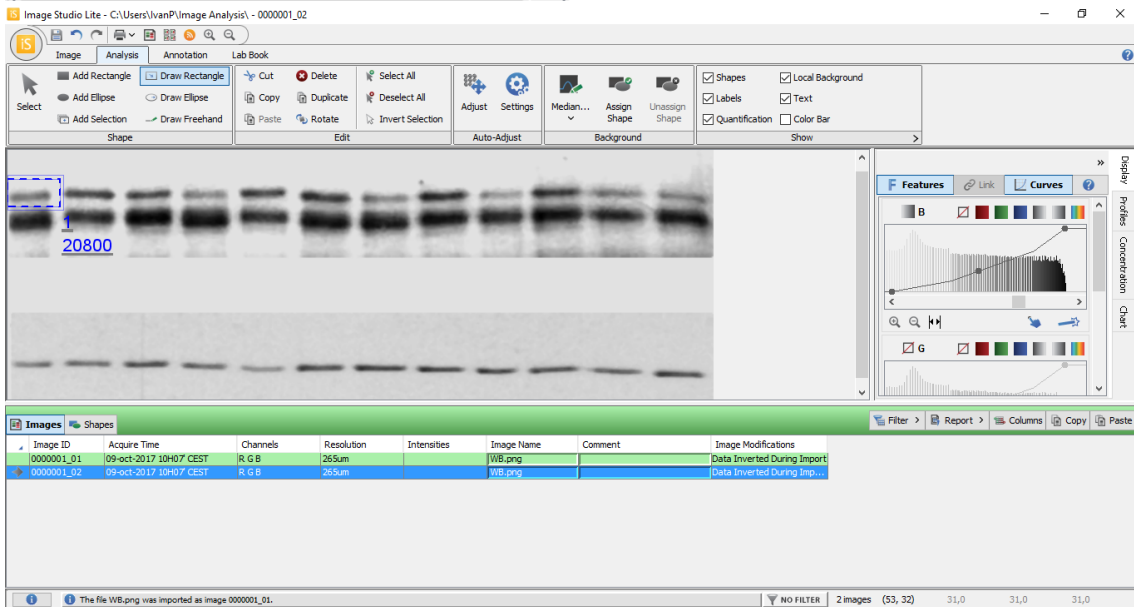 Image Studio Lite - C:\Users\IvanP\Image Analysis\ - 0000001_02
iS
Image Analysis Annotation Lab Book
Select
Add Rectangle Draw Rectangle
Add Ellipse Draw Ellipse
Add Selection Draw Freehand
Shape
Cut Delete Select All
Copy Duplicate Deselect All
Paste Rotate Invert Selection
Edit
Adjust Settings
Auto-Adjust
Median... Assign Shape Unassign Shape
Background
Shapes Local Background
Labels Text
Quantification Color Bar
Show
1
20800
F Features Link Curves
B
G
Display
Profiles
Concentration
Chart
Images Shapes
Filter > Report > Columns Copy Paste
Image ID Acquire Time Channels Resolution Intensities Image Name Comment Image Modifications
0000001_01 09-oct-2017 10H07' CEST R G B 265um WB.png Data Inverted During Import
0000001_02 09-oct-2017 10H07' CEST R G B 265um WB.png Data Inverted During Imp...
The file WB.png was imported as image 0000001_01.
NO FILTER 2 images (53, 32) 31,0 31,0 31,0